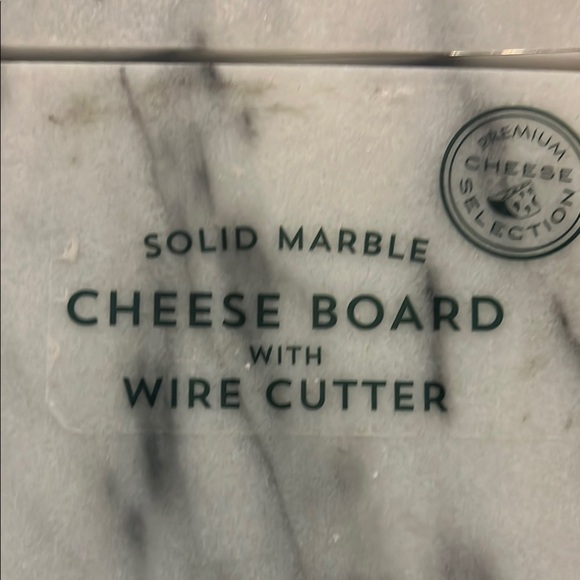 PREMIUM
CHEESE
SELECTION
SOLID MARBLE
CHEESE BOARD
WITH
WIRE CUTTER